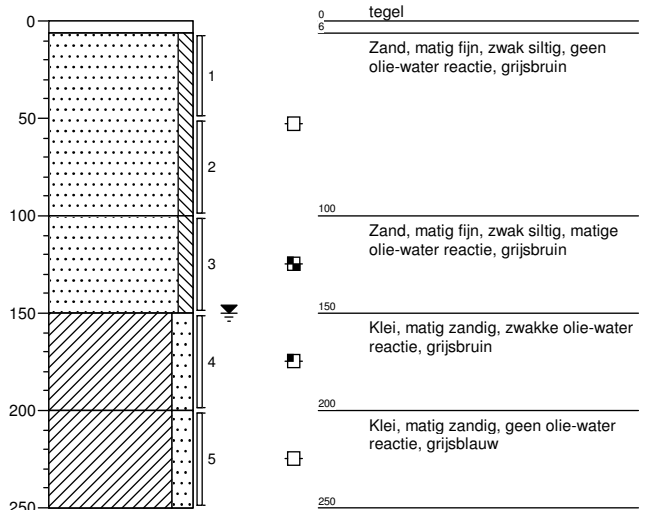 0
50
100
150
200
250
1
2
3
4
5
0
tegel
6
Zand, matig fijn, zwak siltig, geen
olie-water reactie, grijsbruin
100
Zand, matig fijn, zwak siltig, matige
olie-water reactie, grijsbruin
150
Klei, matig zandig, zwakke olie-water
reactie, grijsbruin
200
Klei, matig zandig, geen olie-water
reactie, grijsblauw
250